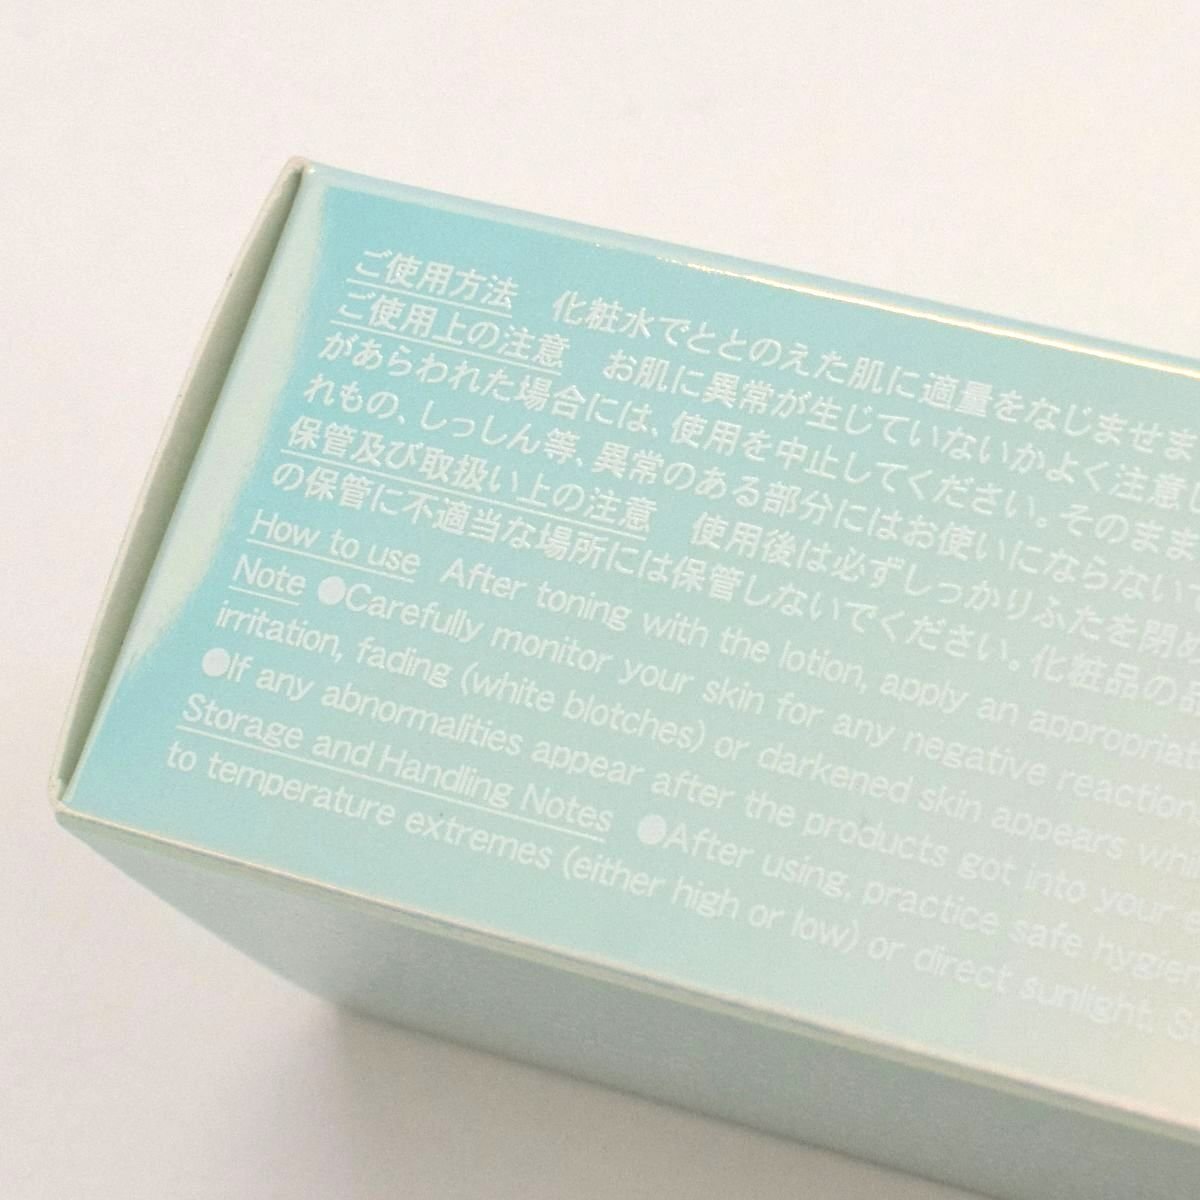 ご使用方法　化粧水でととのえた肌に適量をなじませま
ご使用上の注意　お肌に異常が生じていないかよく注意し
があらわれた場合には、使用を中止してください。そのまま
れもの、しっしん等、異常のある部分にはお使いにならないで
保管及び取扱い上の注意　使用後は必ずしっかりふたを閉め
の保管に不適当な場所には保管しないでください。化粧品の品
How to use After toning with the lotion, apply an appropriat
Note ●Carefully monitor your skin for any negative reaction
irritation, fading (white blotches) or darkened skin appears whi
●If any abnormalities appear after the products got into your
Storage and Handling Notes ●After using, practice safe hygien
to temperature extremes (either high or low) or direct sunlight.